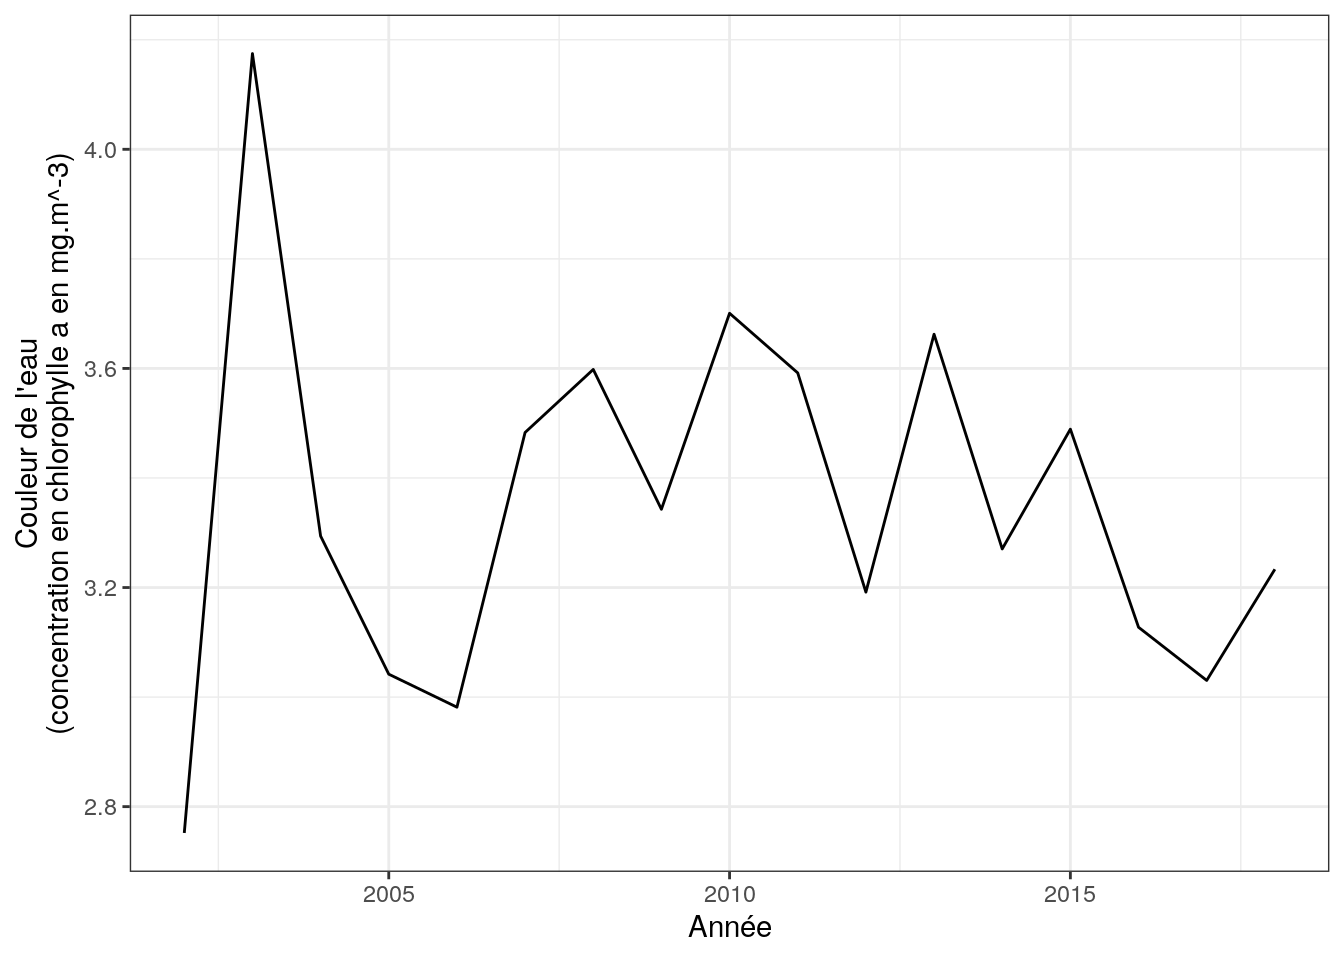 Couleur de l'eau
(concentration en chlorophylle a en mg.m^-3)
4.0
3.6
3.2
2.8
2005
2010
2015
Année